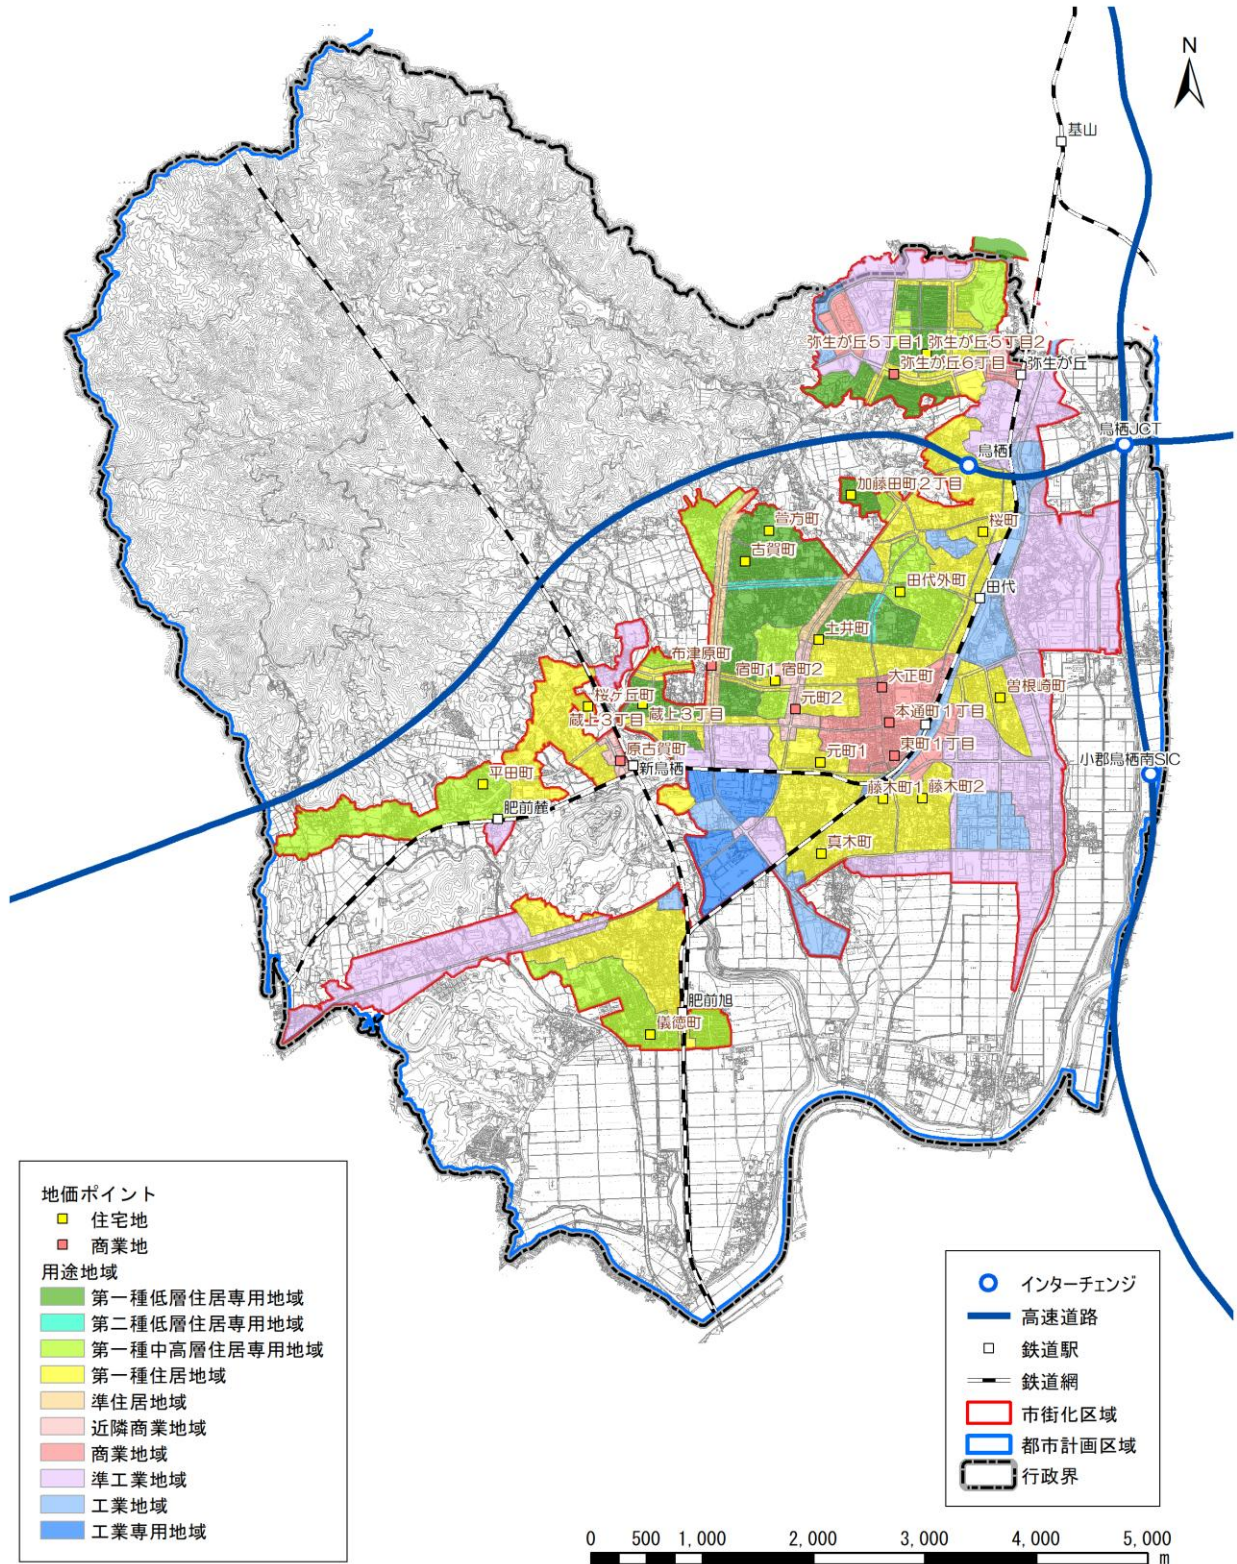 N
基山
弥生が丘5丁目1
弥生が丘5丁目2
弥生が丘6丁目
弥生が丘
鳥栖JCT
鳥栖
加藤田町2丁目
萱方町
桜町
古賀町
田代外町
田代
土井町
布津原町
宿町1
宿町2
大正町
曽根崎町
桜ヶ丘町
元町2
蔵上3丁目
蔵上3丁目
本通町1丁目
原古賀町
元町1
東町1丁目
小郡鳥栖南SIC
新鳥栖
平田町
藤木町1
藤木町2
肥前麓
真木町
肥前旭
儀徳町
地価ポイント
住宅地
商業地
用途地域
第一種低層住居専用地域
第二種低層住居専用地域
第一種中高層住居専用地域
第一種住居地域
準住居地域
近隣商業地域
商業地域
準工業地域
工業地域
工業専用地域
インターチェンジ
高速道路
鉄道駅
鉄道網
市街化区域
都市計画区域
行政界
0 500 1,000 2,000 3,000 4,000 5,000
m